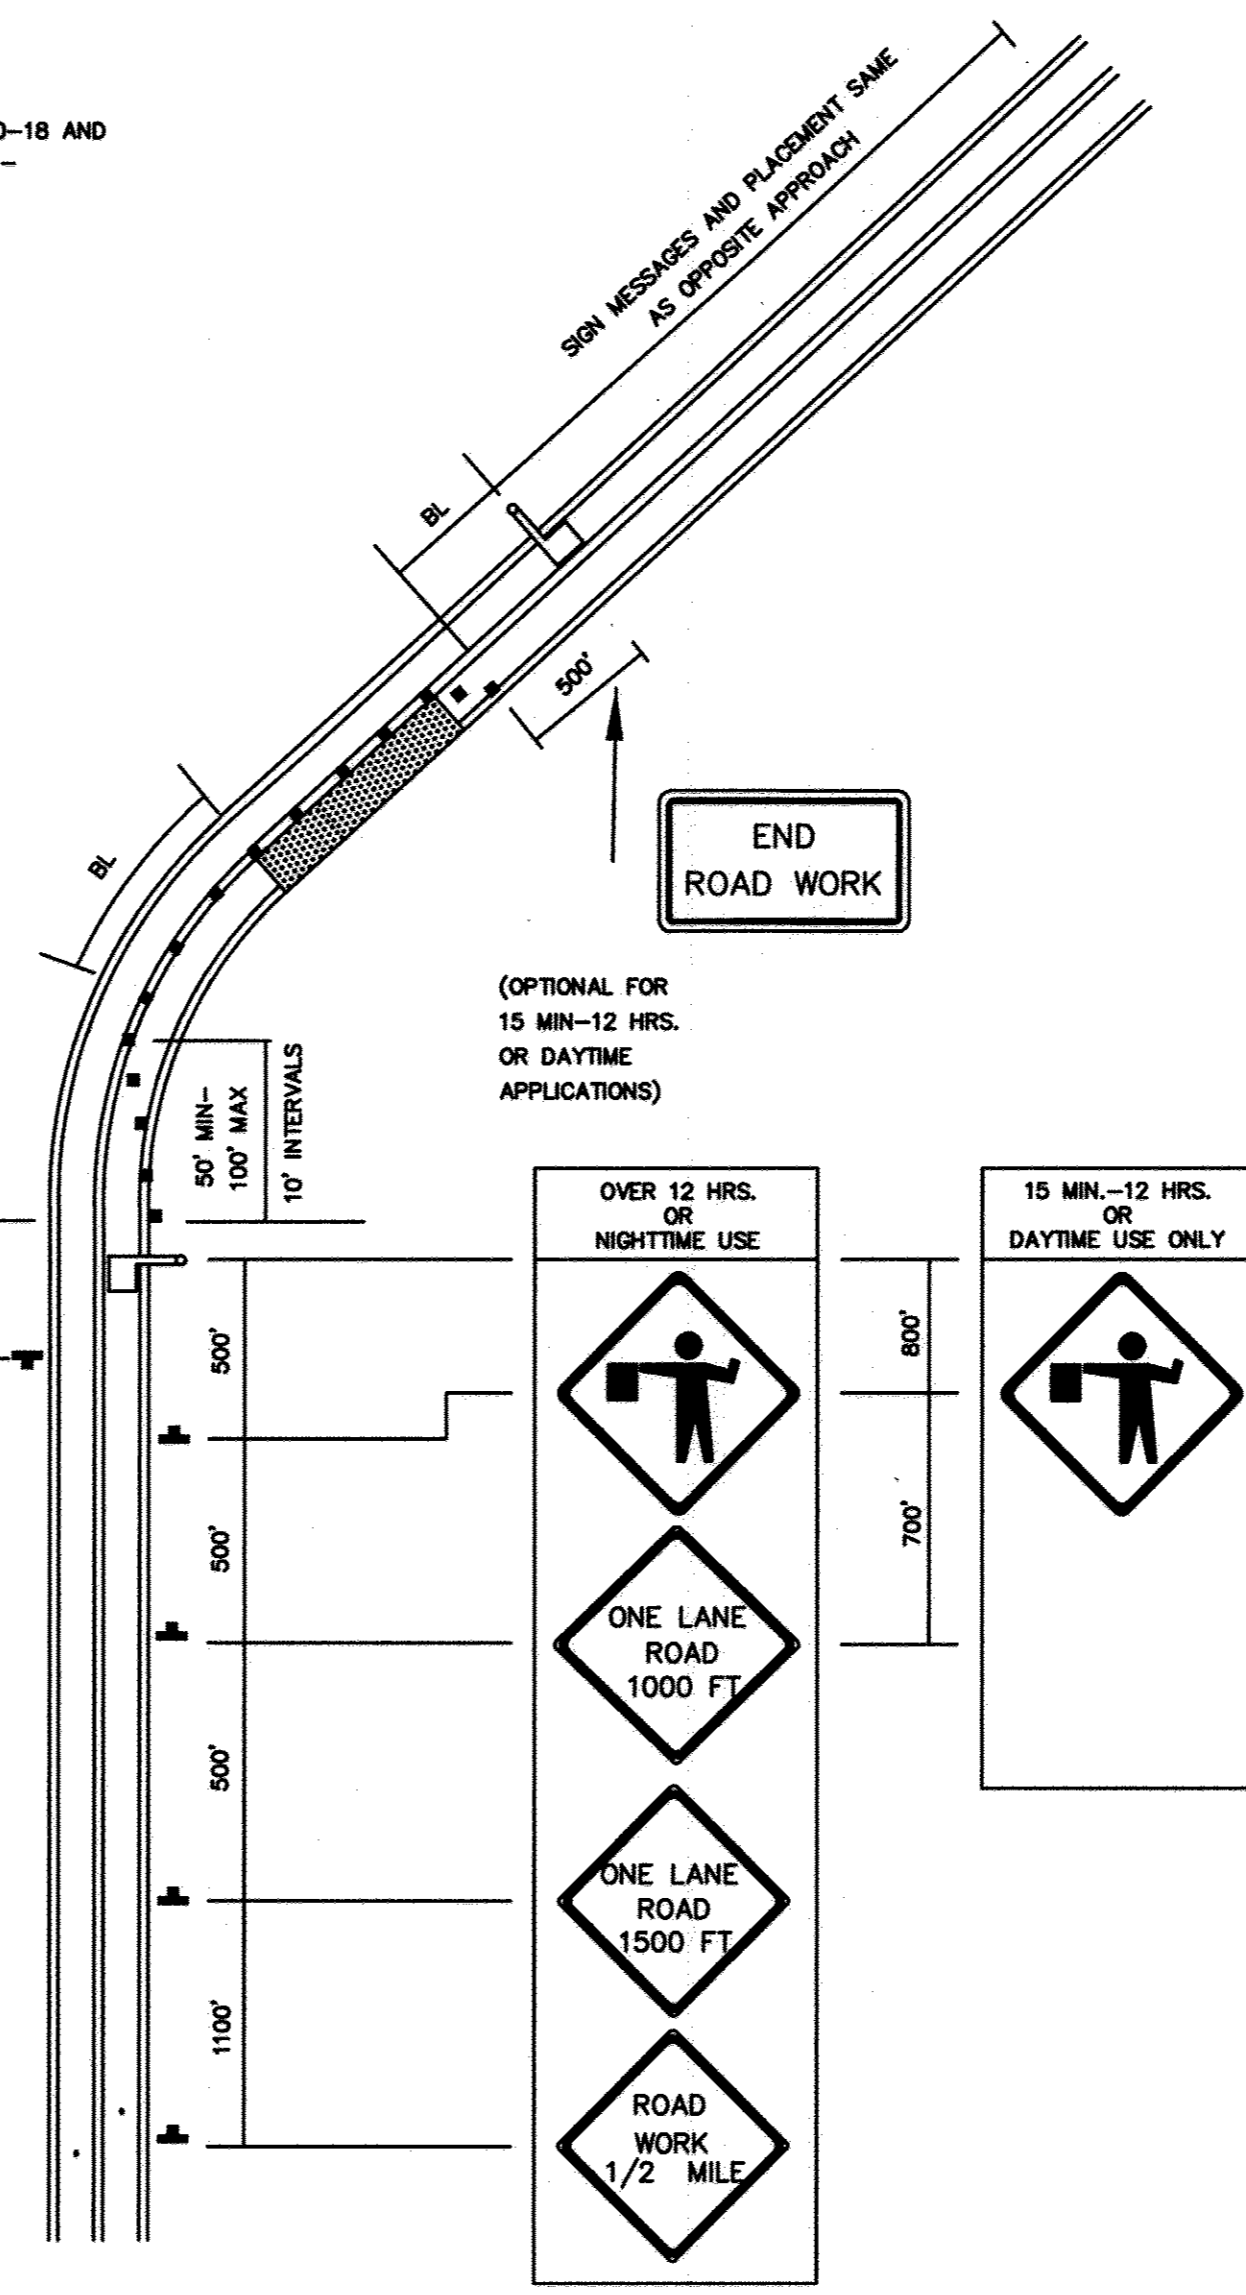 0-18 AND
SIGN MESSAGES AND PLACEMENT SAME
AS OPPOSITE APPROACH
BL
500'
BL
END
ROAD WORK
(OPTIONAL FOR
15 MIN-12 HRS.
OR DAYTIME
APPLICATIONS)
50' MIN-
100' MAX
10' INTERVALS
OVER 12 HRS.
OR
NIGHTTIME USE
15 MIN.-12 HRS.
OR
DAYTIME USE ONLY
500'
800'
500'
700'
ONE LANE
ROAD
1000 FT
500'
ONE LANE
ROAD
1500 FT
1100'
ROAD
WORK
1/2 MILE